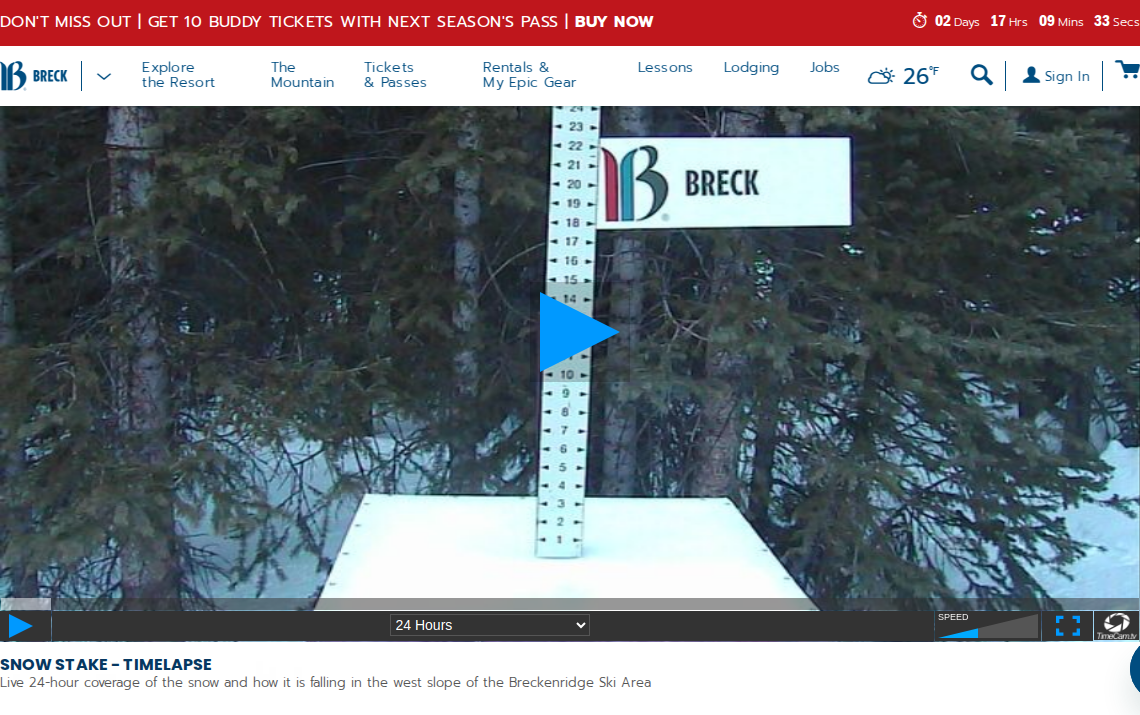 DON'T MISS OUT | GET 10 BUDDY TICKETS WITH NEXT SEASON'S PASS | BUY NOW
02 Days 17 Hrs 09 Mins 33 Secs
BRECK
Explore
the Resort
The
Mountain
Tickets
& Passes
Rentals &
My Epic Gear
Lessons
Lodging
Jobs
26°F
Sign In
24
23
22
21
20
19
18
17
16
15
14
10
9
8
7
6
5
4
3
2
1
BRECK
®
24 Hours
SPEED
TimeCam.tv
SNOW STAKE - TIMELAPSE
Live 24-hour coverage of the snow and how it is falling in the west slope of the Breckenridge Ski Area